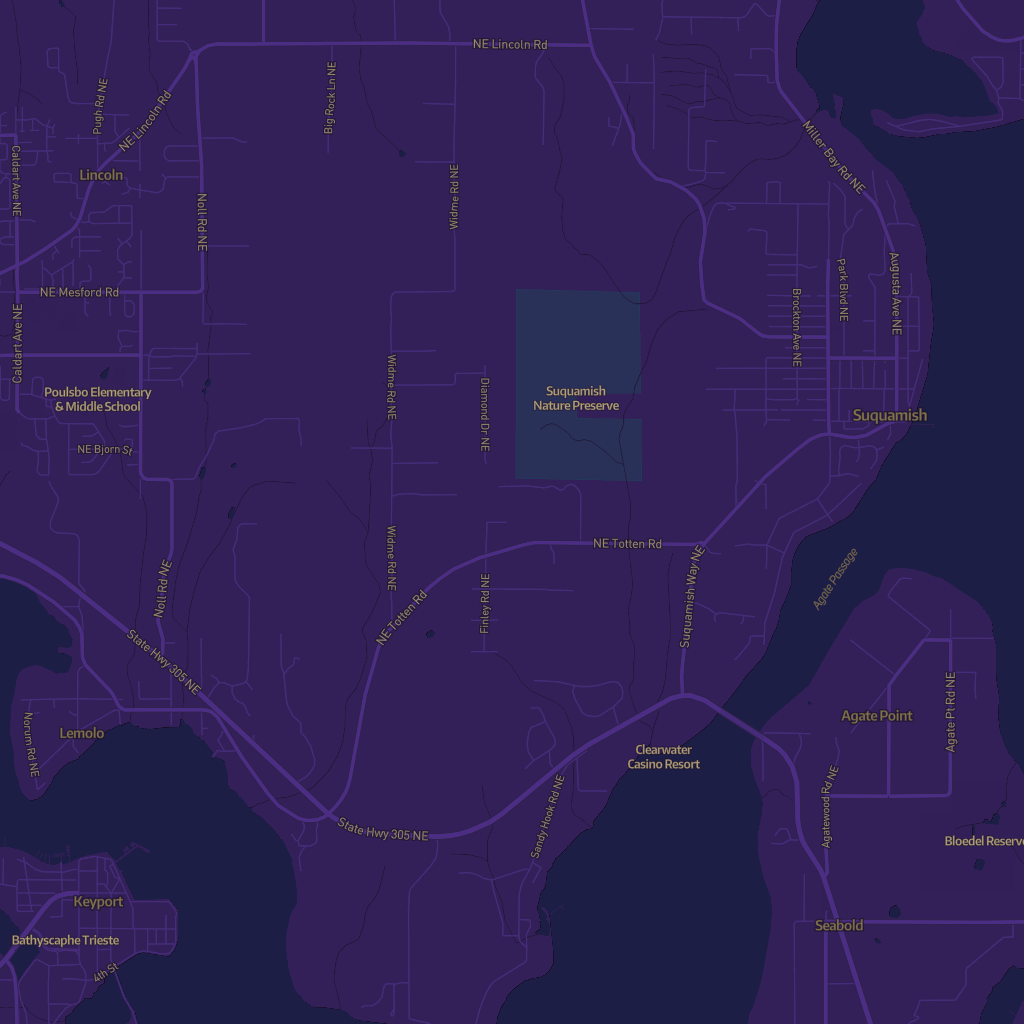 NE Lincoln Rd
Pugh Rd NE
Big Rock Ln NE
NE Lincoln Rd
Miller Bay Rd NE
Caldart Ave NE
Lincoln
Noll Rd NE
Widme Rd NE
NE Mesford Rd
Caldart Ave NE
Park Blvd NE
Augusta Ave NE
Brockton Ave NE
Poulsbo Elementary
& Middle School
Widme Rd NE
Diamond Dr NE
Suquamish
Nature Preserve
Suquamish
NE Bjorn St
NE Totten Rd
Widme Rd NE
Noll Rd NE
NE Totten Rd
Finley Rd NE
Suquamish Way NE
Agate Passage
State Hwy 305 NE
Norum Rd NE
Lemolo
Agate Point
Agate Pt Rd NE
Clearwater
Casino Resort
State Hwy 305 NE
Sandy Hook Rd NE
Agatewood Rd NE
Bloedel Reserve
Keyport
Seabold
Bathyscaphe Trieste
4th St